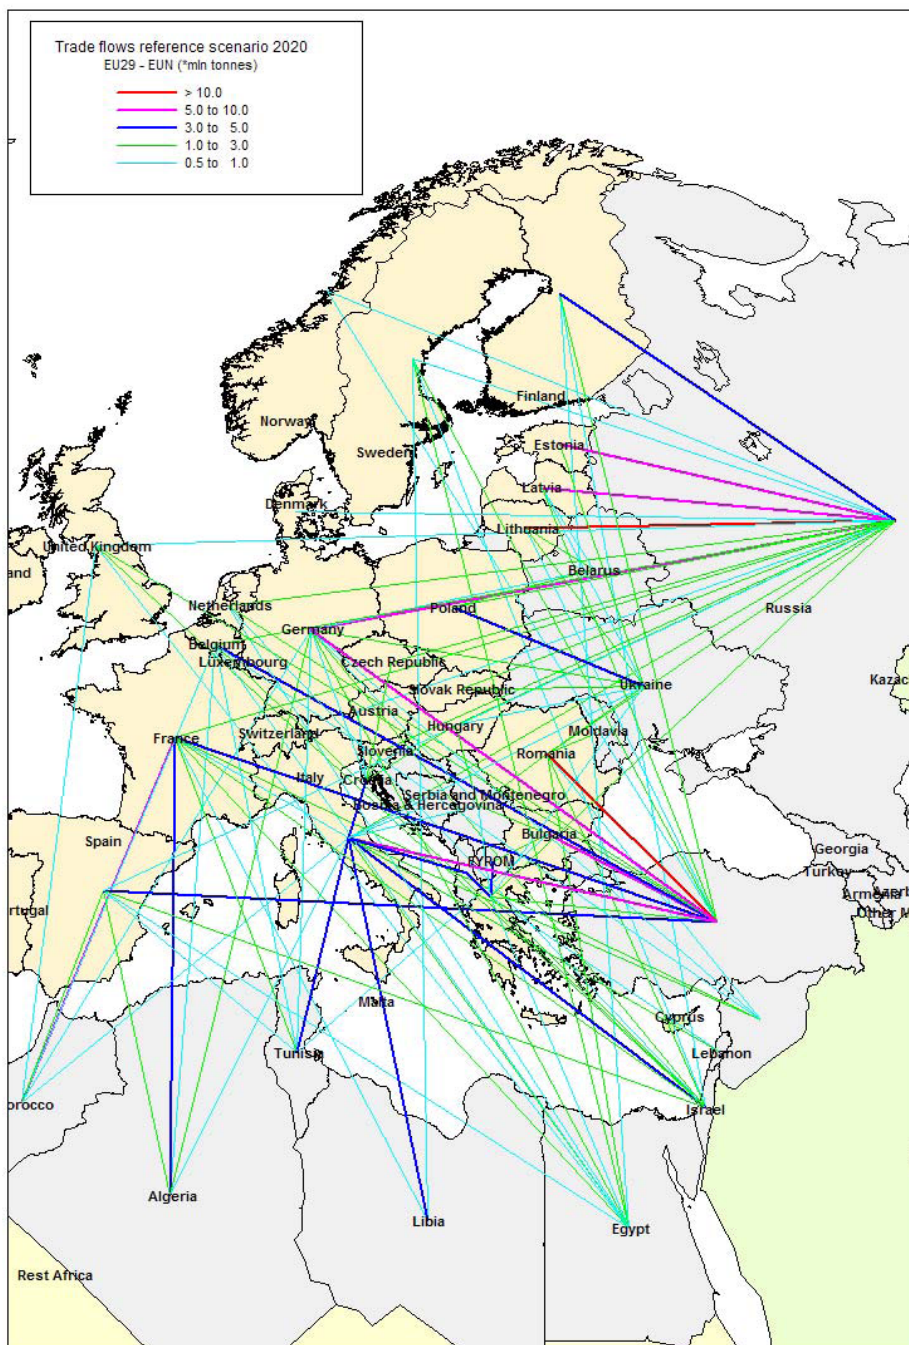 Trade flows reference scenario 2020
EU29 - EUN (*mln tonnes)
> 10.0
5.0 to 10.0
3.0 to 5.0
1.0 to 3.0
0.5 to 1.0
Finland
Norway
Estonia
Sweden
Latvia
Denmark
Lithuania
United Kingdom
Belarus
and
Netherlands
Poland
Russia
Germany
Belgium
Luxembourg
Czech Republic
Kazac
Slovak Republic
Ukraine
Austria
Hungary
Moldavia
France
Switzerland
Slovenia
Romania
Italy
Croatia
Serbia and Montenegro
Bosnia & Hercegovina
Spain
Bulgaria
Georgia
FYROM
Turkey
Armenia
Azerb
ortugal
Other M
Malta
Cyprus
Tunisia
Lebanon
orocco
Israel
Algeria
Libia
Egypt
Rest Africa